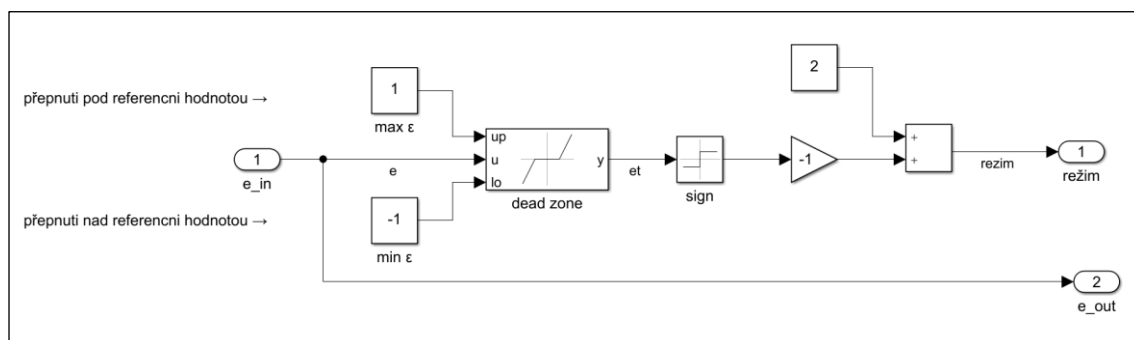 2
přepnuti pod referencni hodnotou →
1
max ε
up
u
lo
y
dead zone
1
e_in
e
et
sign
-1
+
+
rezim
1
režim
přepnuti nad referencni hodnotou →
-1
min ε
2
e_out